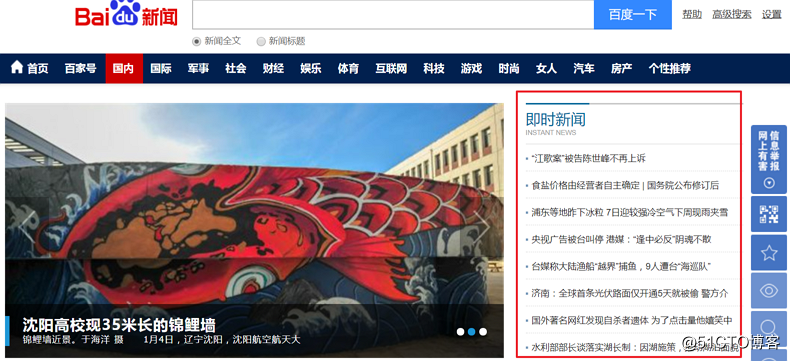 Bai du 新闻
百度一下
帮助 高级搜索 设置
新闻全文 新闻标题
首页 百家号 国内 国际 军事 社会 财经 娱乐 体育 互联网 科技 游戏 时尚 女人 汽车 房产 个性推荐
即时新闻
INSTANT NEWS
“江歌案”被告陈世峰不再上诉
食盐价格由经营者自主确定 | 国务院公布修订后
浦东等地昨下冰粒 7日迎较强冷空气下周现雨夹雪
央视广告被台叫停 港媒：“逢中必反”阴魂不散
台媒称大陆渔船“越界”捕鱼，9人遭台“海巡队”
济南：全球首条光伏路面仅开通5天就被偷 警方介
国外著名网红发现自杀者遗体 为了点击量他嬉笑中
水利部部长谈落实湖长制：因湖施策，
信息举报
网上有害
沈阳高校现35米长的锦鲤墙
锦鲤墙近景。于海洋 摄 1月4日，辽宁沈阳，沈阳航空航天大
@51CTO博客